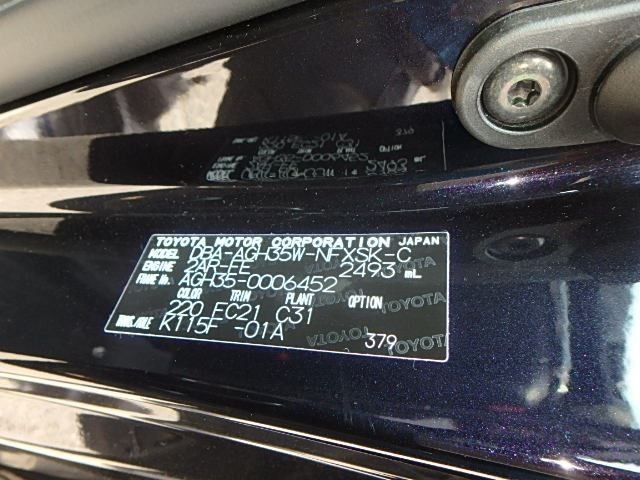 TOYOTA MOTOR CORPORATION JAPAN
MODEL DBA-AGH35W-NFXSK-C
ENGINE 2AR-FE 2493 mL
FRAME No. AGH35-0006452
COLOR TRIM PLANT OPTION
220 FC21 C31
TRANS./AXLE KT15F -01A
379